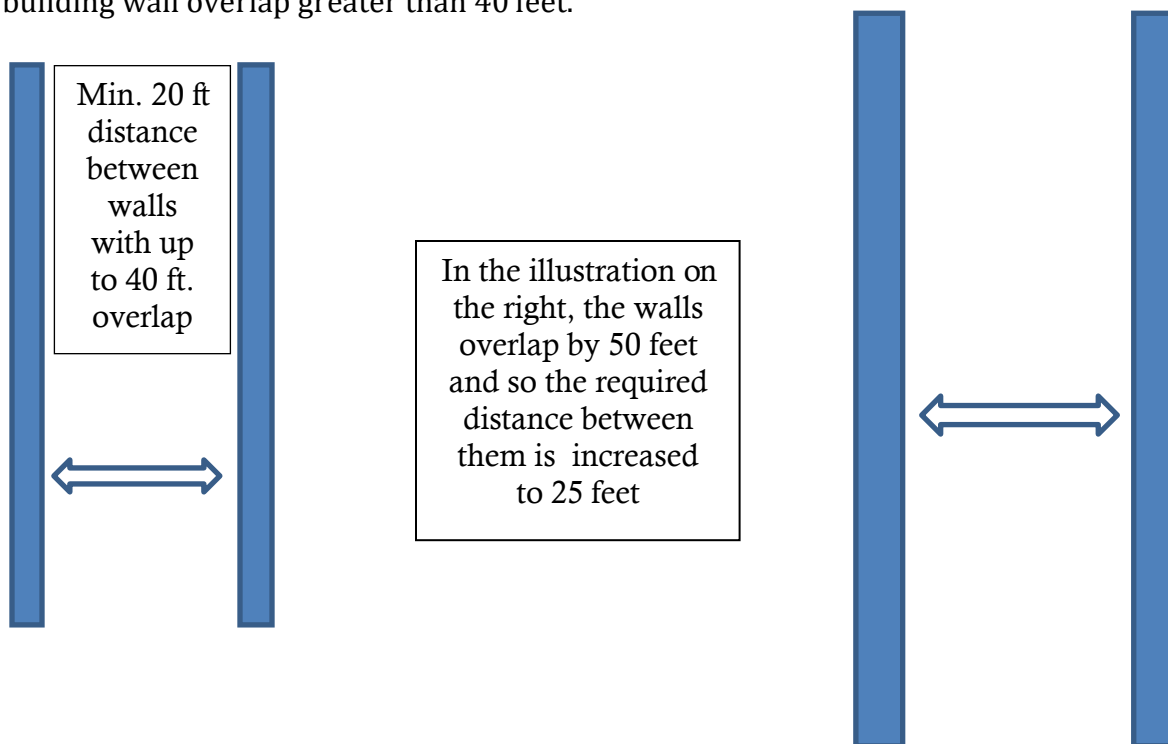 building wall overlap greater than 40 feet.
Min. 20 ft
distance
between
walls
with up
to 40 ft.
overlap
In the illustration on
the right, the walls
overlap by 50 feet
and so the required
distance between
them is  increased
to 25 feet